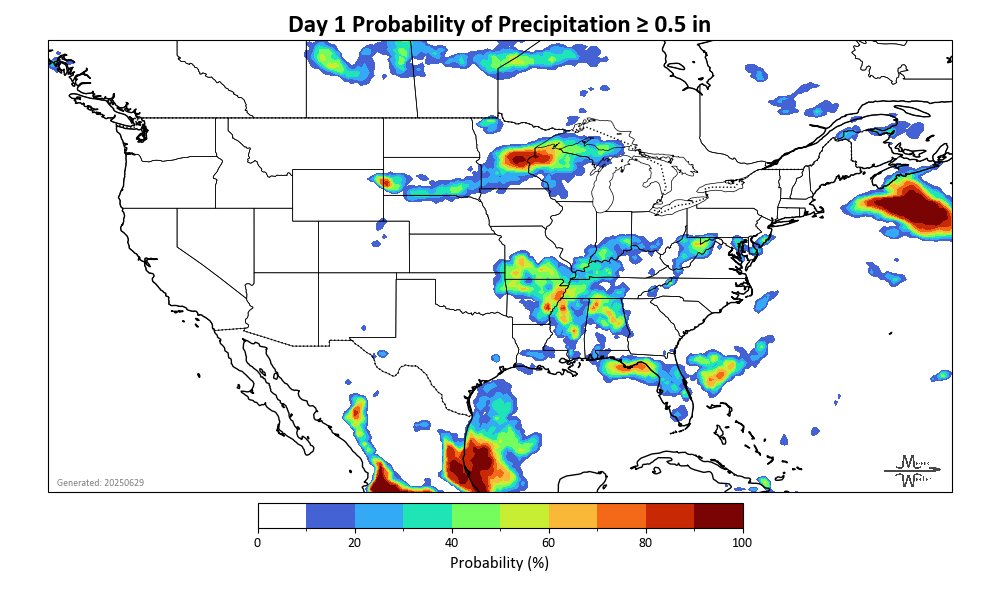 Day 1 Probability of Precipitation ≥ 0.5 in
Generated: 20250629
0 20 40 60 80 100
Probability (%)